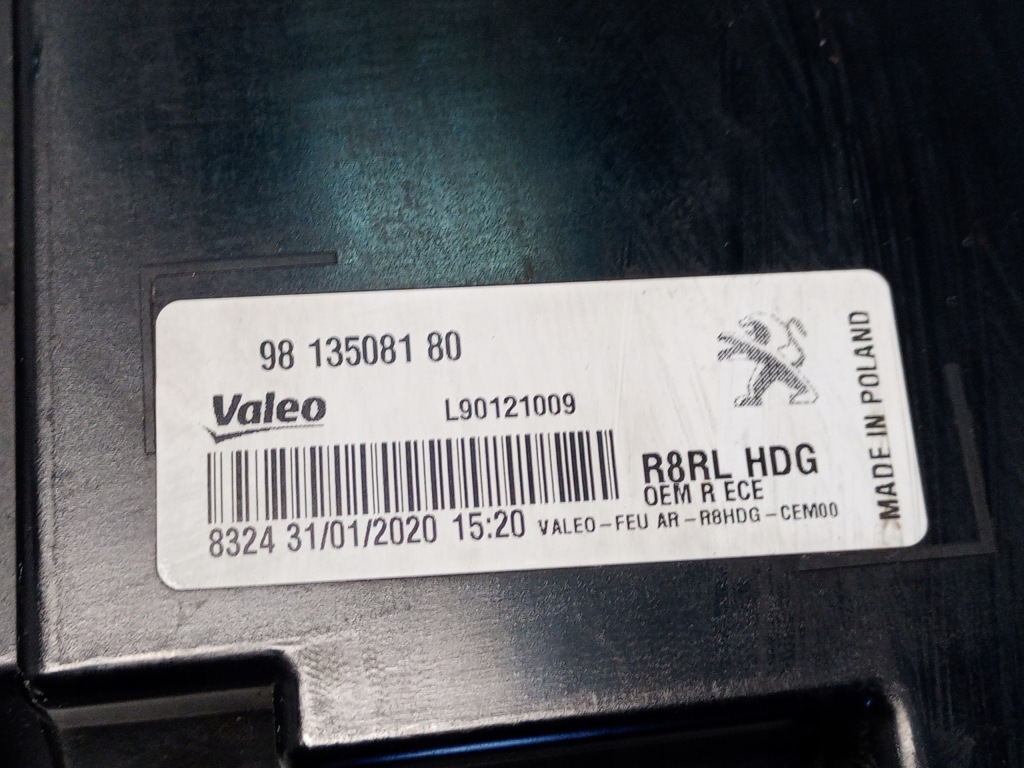 98 135081 80
Valeo
L90121009
R8RL HDG
OEM R ECE
8324 31/01/2020 15:20 VALEO-FEU AR-R8HDG-CEM00
MADE IN POLAND